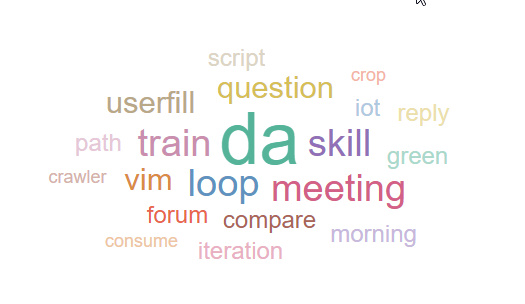 script
crop
question
userfill
iot
reply
da
path
train
skill
green
crawler
vim
loop
meeting
forum
compare
morning
consume
iteration